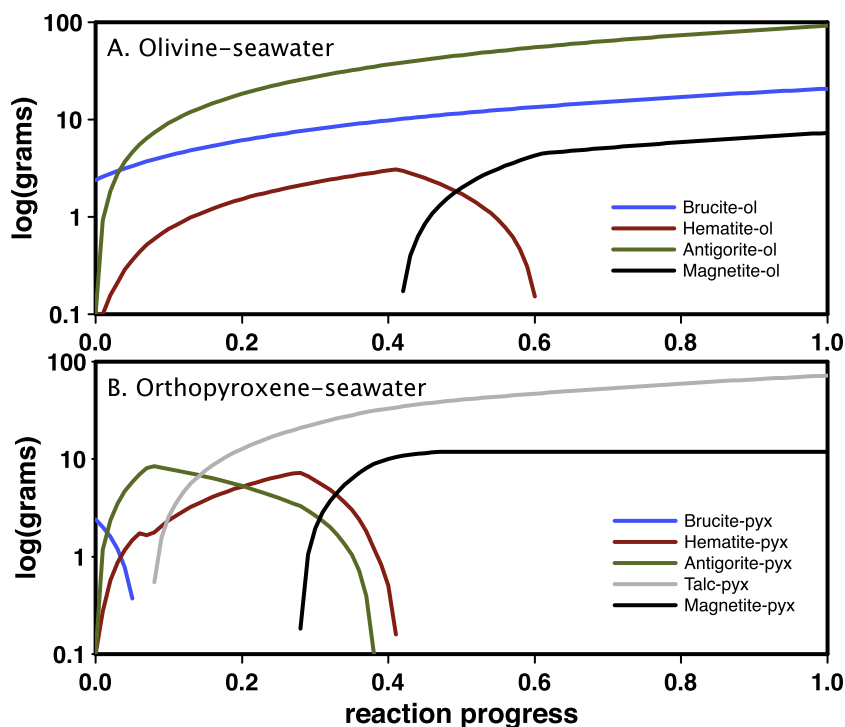 100
10
1
0.1
log(grams)
A. Olivine–seawater
Brucite-ol
Hematite-ol
Antigorite-ol
Magnetite-ol
0.0 0.2 0.4 0.6 0.8 1.0
100
10
1
0.1
log(grams)
B. Orthopyroxene–seawater
Brucite-pyx
Hematite-pyx
Antigorite-pyx
Talc-pyx
Magnetite-pyx
0.0 0.2 0.4 0.6 0.8 1.0
reaction progress